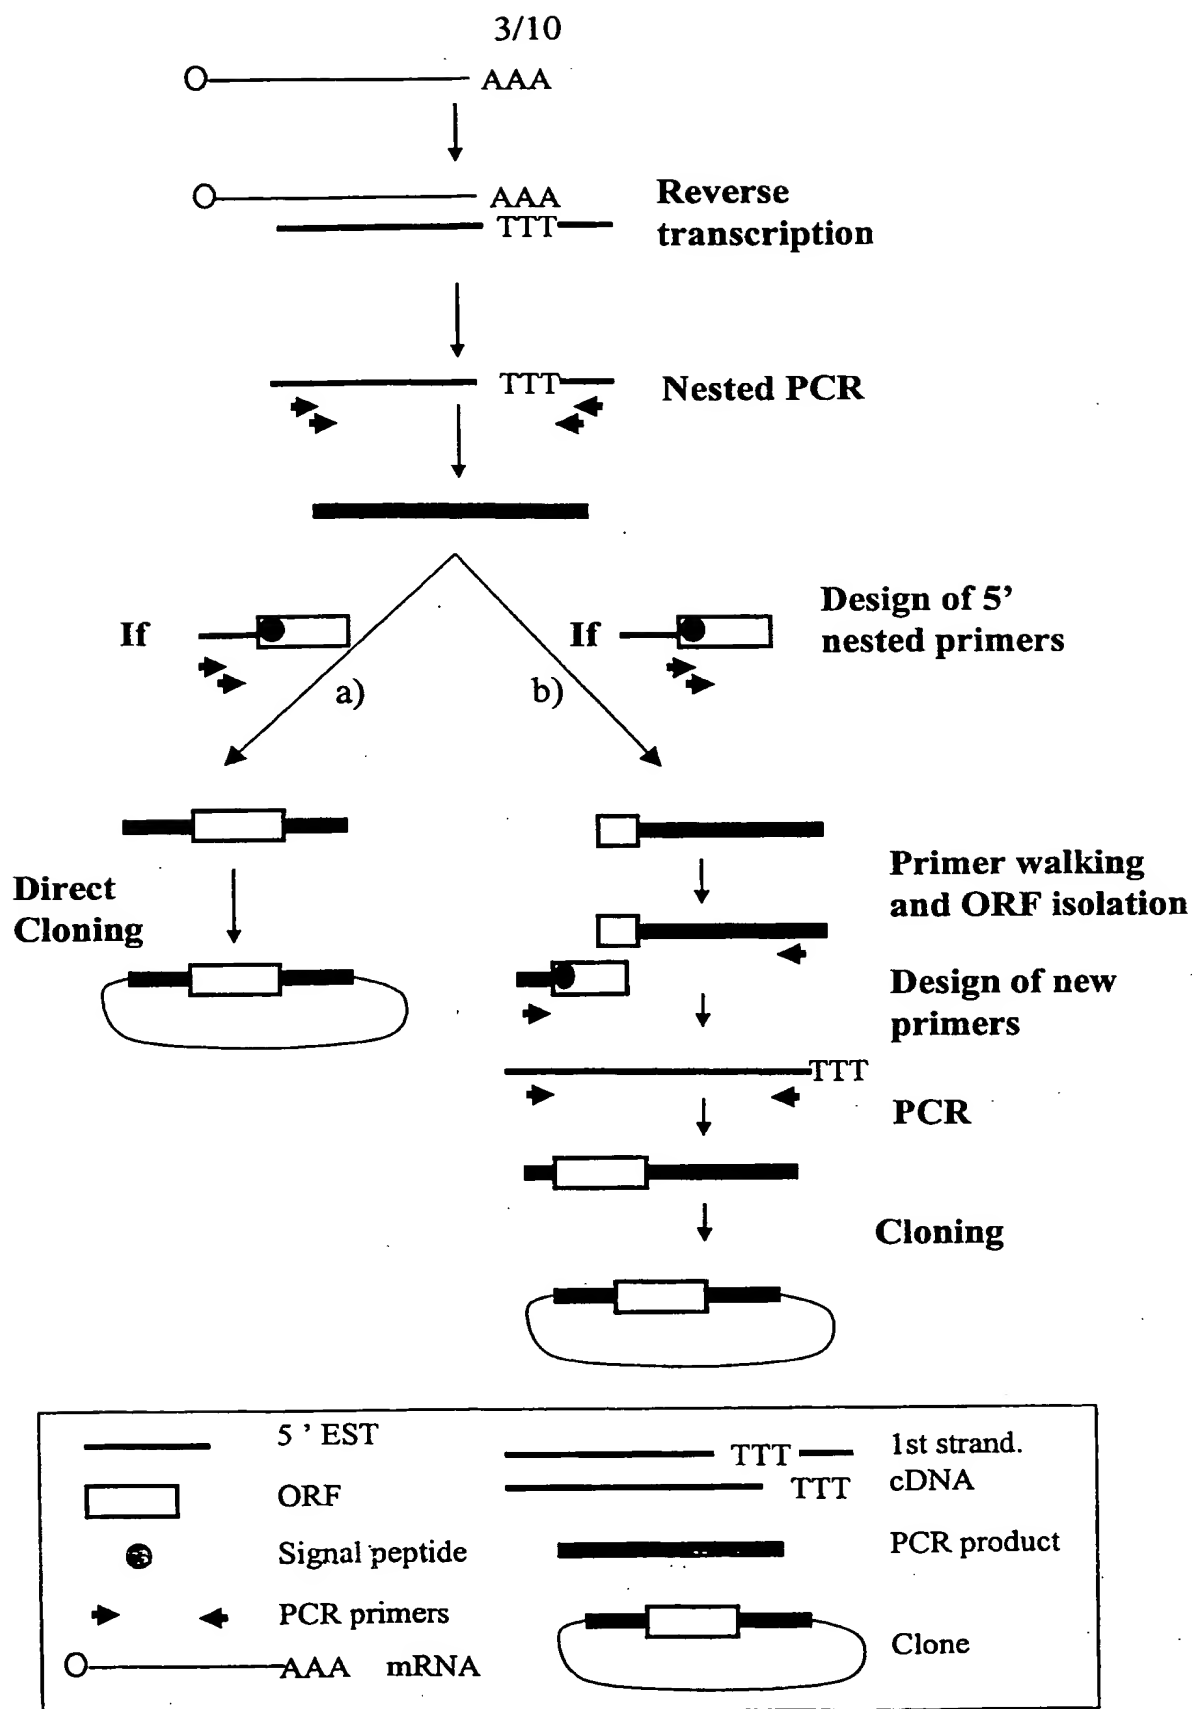 3/10
AAA
AAA
TTT
Reverse
transcription
TTT
Nested PCR
If
If
Design of 5'
nested primers
a)
b)
Direct
Cloning
Primer walking
and ORF isolation
Design of new
primers
TTT
PCR
Cloning
5 ' EST
ORF
Signal peptide
PCR primers
AAA mRNA
TTT
TTT
1st strand.
cDNA
PCR product
Clone